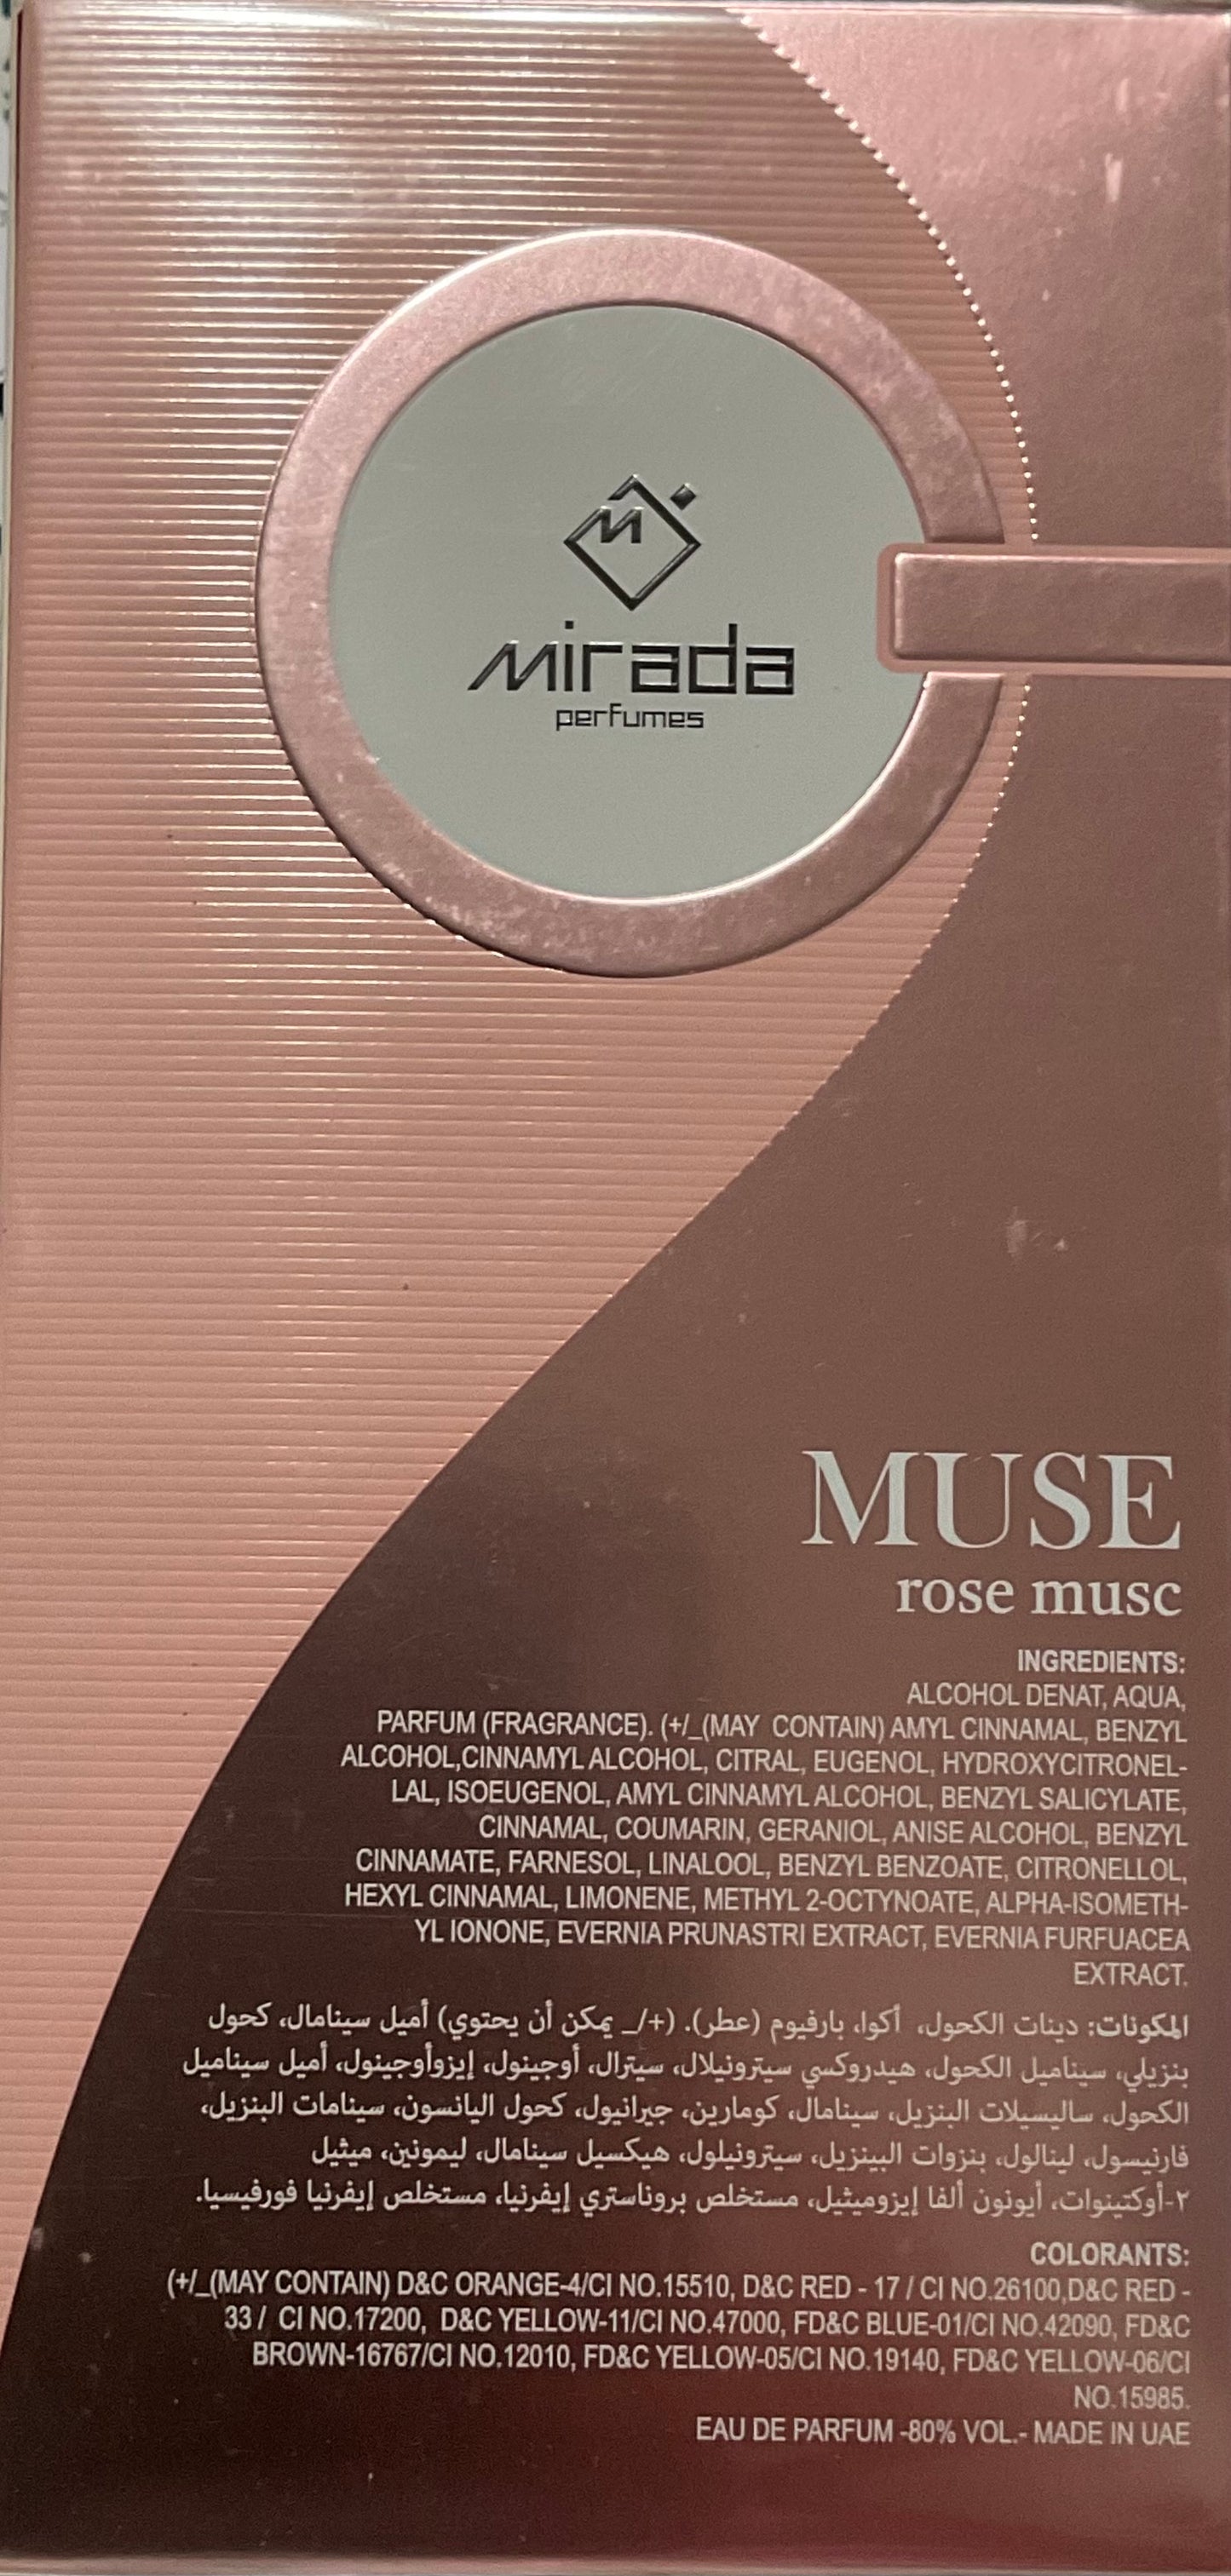 mirada
perfumes
MUSE
rose musc
INGREDIENTS:
ALCOHOL DENAT, AQUA,
PARFUM (FRAGRANCE). (+/_(MAY CONTAIN) AMYL CINNAMAL, BENZYL
ALCOHOL,CINNAMYL ALCOHOL, CITRAL, EUGENOL, HYDROXYCITRONEL-
LAL, ISOEUGENOL, AMYL CINNAMYL ALCOHOL, BENZYL SALICYLATE,
CINNAMAL, COUMARIN, GERANIOL, ANISE ALCOHOL, BENZYL
CINNAMATE, FARNESOL, LINALOOL, BENZYL BENZOATE, CITRONELLOL,
HEXYL CINNAMAL, LIMONENE, METHYL 2-OCTYNOATE, ALPHA-ISOMETH-
YL IONONE, EVERNIA PRUNASTRI EXTRACT, EVERNIA FURFUACEA
EXTRACT.
المكونات: دينات الكحول، أكوا، بارفيوم (عطر). (+/_ يمكن أن يحتوي) أميل سينامال، كحول
بنزيلي، سيناميل الكحول، هيدروكسي سيترونيلال، سيترال، أوجينول، إيزوأوجينول، أميل سيناميل
الكحول، ساليسيلات البنزيل، سينامال، كومارين، جيرانيول، كحول اليانسون، سينامات البنزيل،
فارنيسول، لينالول، بنزوات البينزيل، سيترونيلول، هيكسيل سينامال، ليمونين، ميثيل
٢-أوكتينوات، أيونون ألفا إيزوميثيل، مستخلص بروناستري إيفرنيا، مستخلص إيفرنيا فورفيسيا.
COLORANTS:
(+/_(MAY CONTAIN) D&C ORANGE-4/CI NO.15510, D&C RED - 17 / CI NO.26100,D&C RED -
33 / CI NO.17200, D&C YELLOW-11/CI NO.47000, FD&C BLUE-01/CI NO.42090, FD&C
BROWN-16767/CI NO.12010, FD&C YELLOW-05/CI NO.19140, FD&C YELLOW-06/CI
NO.15985.
EAU DE PARFUM -80% VOL.- MADE IN UAE